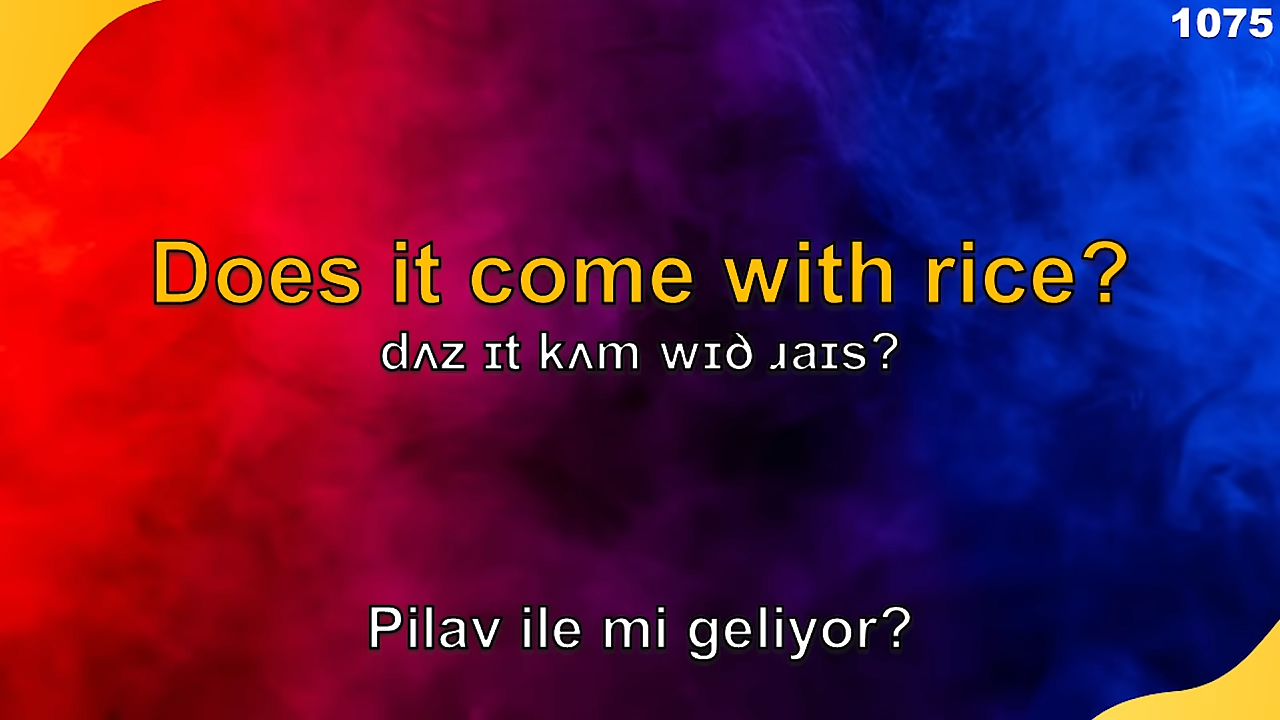 1075
Does it come with rice?
dʌz ɪt kʌm wɪð ɹaɪs?
Pilav ile mi geliyor?